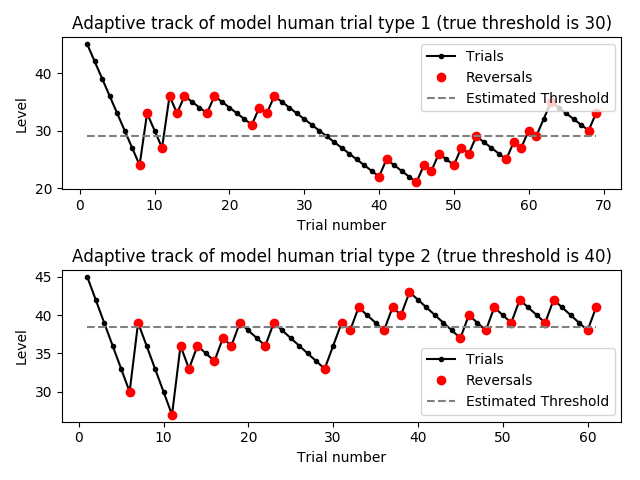 Adaptive track of model human trial type 1 (true threshold is 30)
Level
40
30
20
Trials
Reversals
Estimated Threshold
0 10 20 30 40 50 60 70
Trial number
Adaptive track of model human trial type 2 (true threshold is 40)
Level
45
40
35
30
Trials
Reversals
Estimated Threshold
0 10 20 30 40 50 60
Trial number